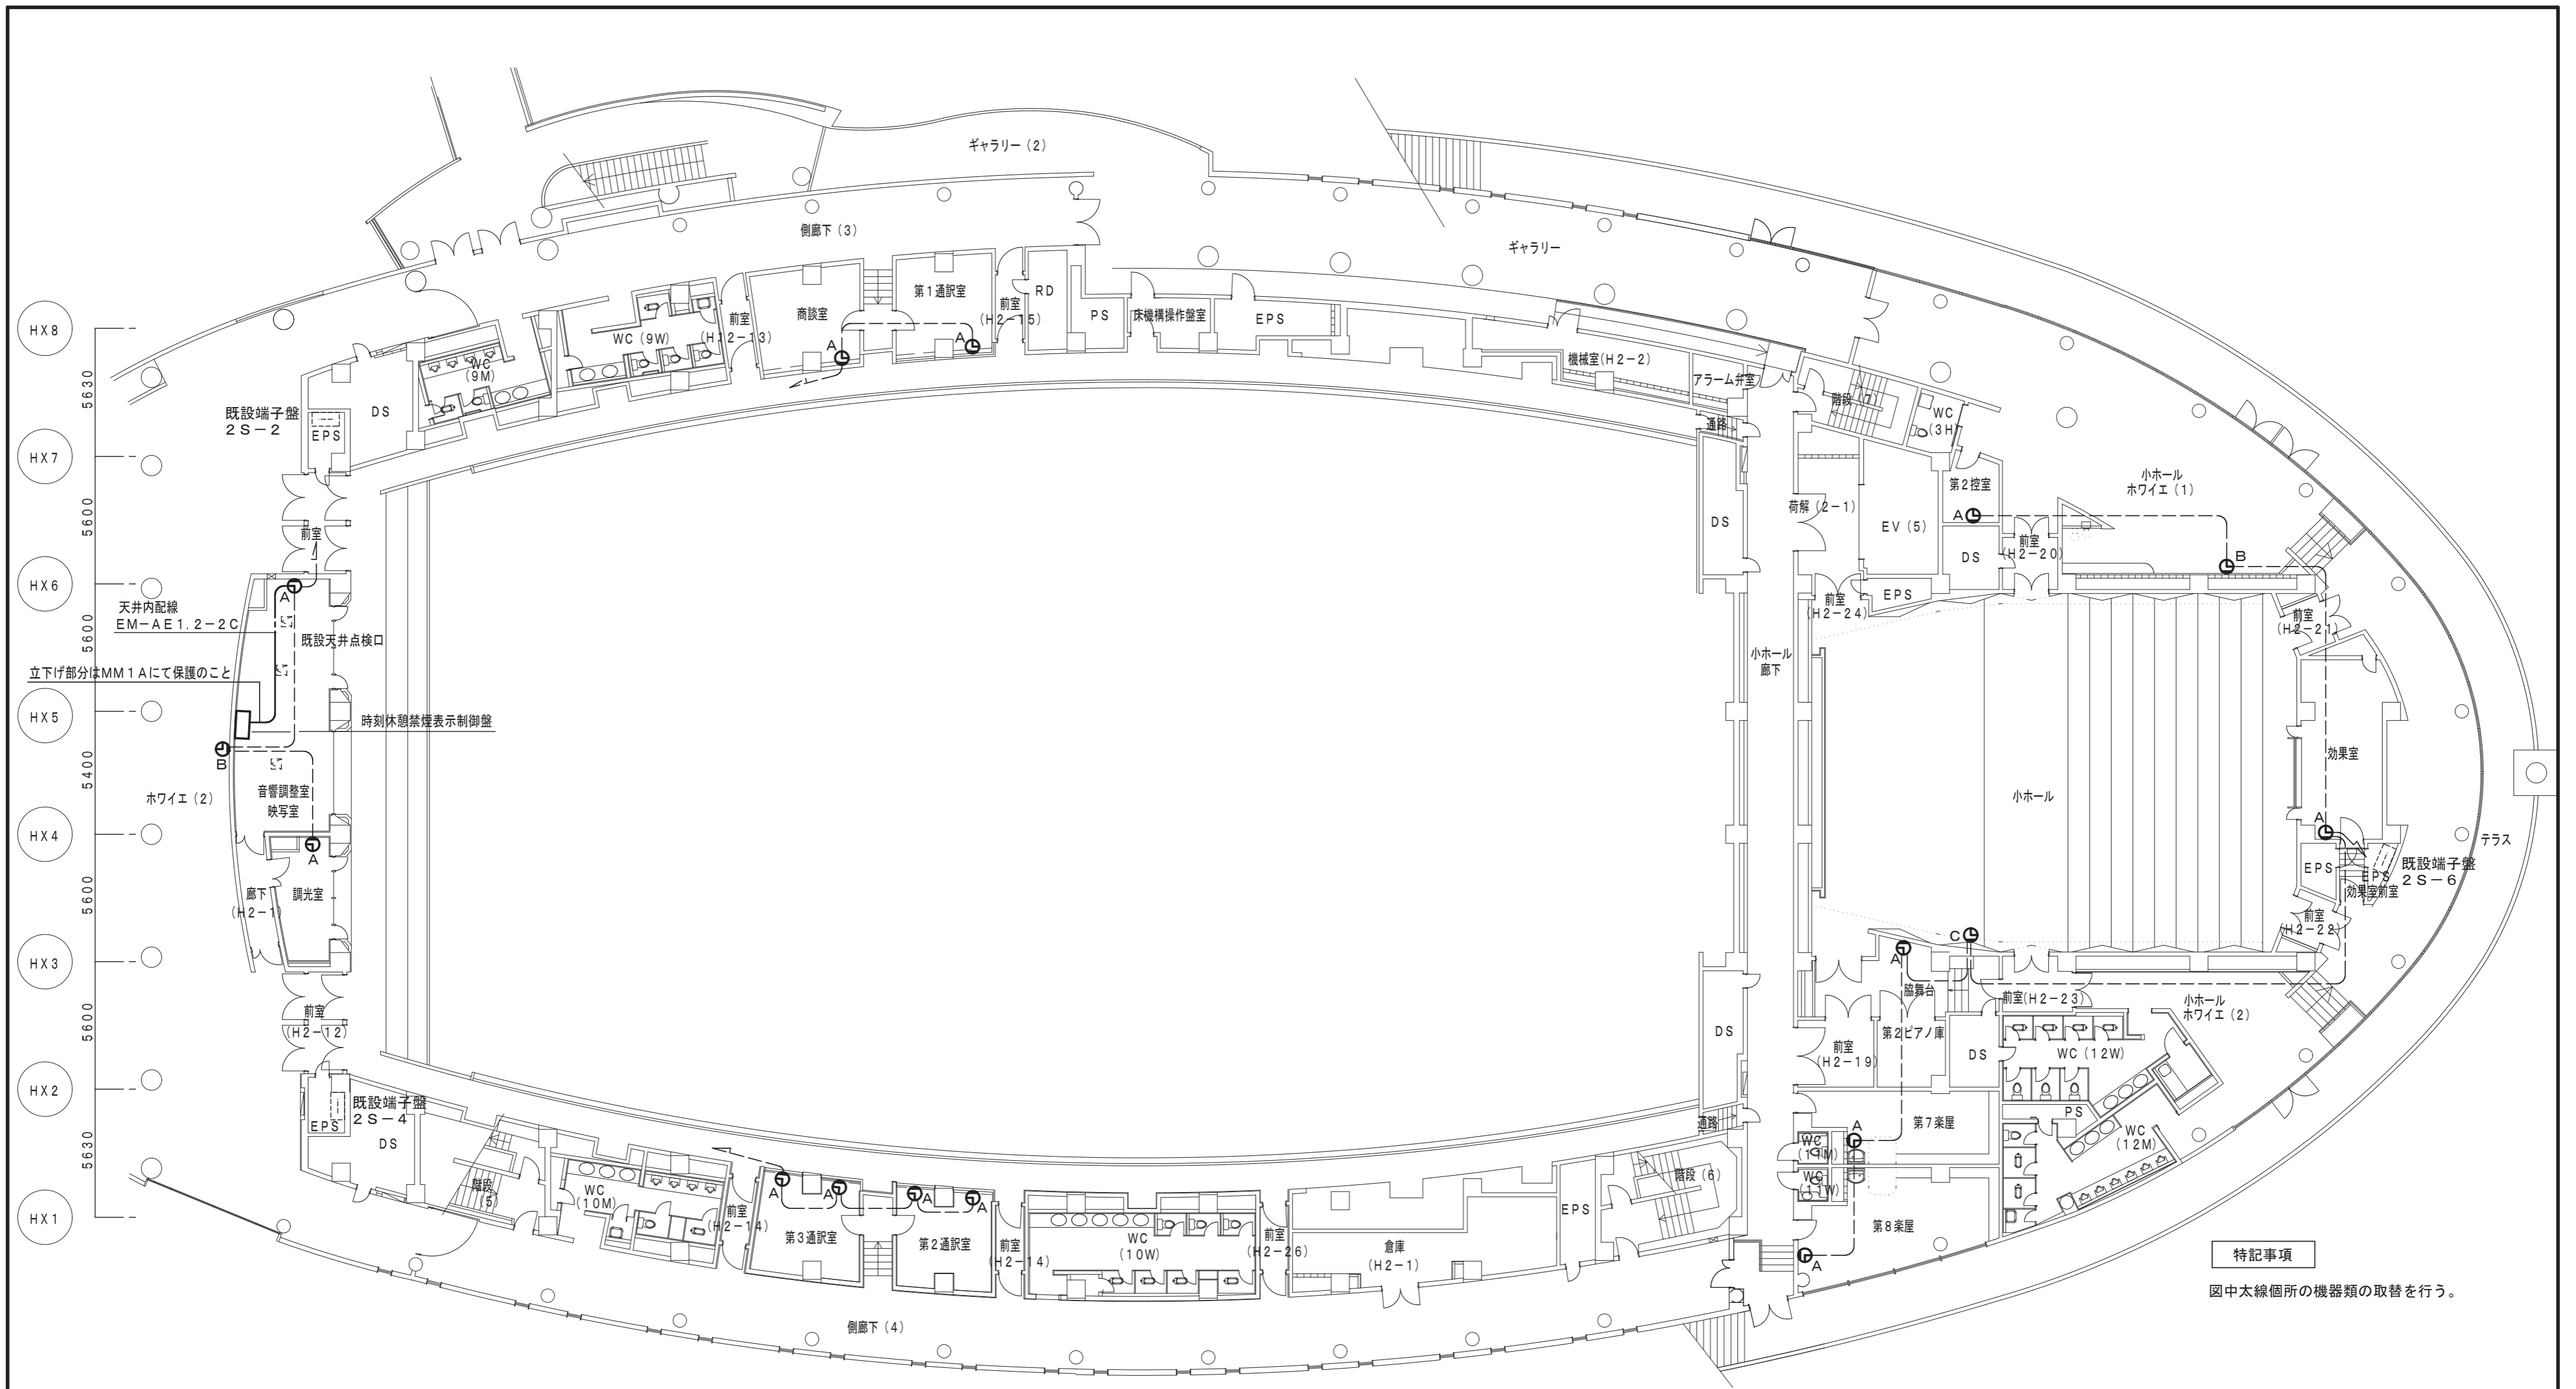 ギャラリー（２）
側廊下（３）
ギャラリー
ＨＸ８
ＷＣ（９Ｗ）
前室
（Ｈ２－１３）
商談室
第１通訳室
前室
（Ｈ２－１５）
ＲＤ
ＰＳ
床機構操作盤室
ＥＰＳ
機械室（Ｈ２－２）
アラーム弁室
Ａ
Ａ
ＷＣ
（９Ｍ）
５６３０
既設端子盤
２Ｓ－２
ＥＰＳ
ＤＳ
階段（７）
ＷＣ
（３Ｈ）
通路
ＨＸ７
小ホール
ホワイエ（１）
第２控室
Ａ
５６００
前室
ＤＳ
荷解（２－１）
ＥＶ（５）
ＤＳ
前室
（Ｈ２－２０）
Ｂ
ＨＸ６
Ａ
ＥＰＳ
前室
（Ｈ２－２４）
前室
（Ｈ２－２１）
天井内配線
ＥＭ－ＡＥ１．２－２Ｃ
５６００
既設天井点検口
立下げ部分はＭＭ１Ａにて保護のこと
小ホール
廊下
ＨＸ５
時刻休憩禁煙表示制御盤
Ｂ
効果室
５４００
音響調整室
映写室
ホワイエ（２）
小ホール
ＨＸ４
Ａ
Ａ
テラス
ＥＰＳ
既設端子盤
２Ｓ－６
ＥＰＳ
効果室前室
５６００
廊下
（Ｈ２－１）
調光室
前室
（Ｈ２－２２）
ＨＸ３
Ａ
Ｃ
脇舞台
前室（Ｈ２－２３）
小ホール
ホワイエ（２）
５６００
前室
（Ｈ２－１２）
ＤＳ
前室
（Ｈ２－１９）
第２ピアノ庫
ＤＳ
ＷＣ（１２Ｗ）
ＨＸ２
既設端子盤
２Ｓ－４
ＥＰＳ
ＤＳ
通路
第７楽屋
ＰＳ
ＷＣ
（１２Ｍ）
５６３０
Ａ
ＷＣ
（１１Ｍ）
ＷＣ
（１１Ｗ）
階段
（５）
ＷＣ
（１０Ｍ）
Ａ
Ａ
Ａ
Ａ
階段（６）
ＨＸ１
前室
（Ｈ２－１４）
第３通訳室
第２通訳室
前室
（Ｈ２－１４）
ＷＣ
（１０Ｗ）
前室
（Ｈ２－２６）
倉庫
（Ｈ２－１）
ＥＰＳ
第８楽屋
Ａ
側廊下（４）
特記事項
図中太線個所の機器類の取替を行う。